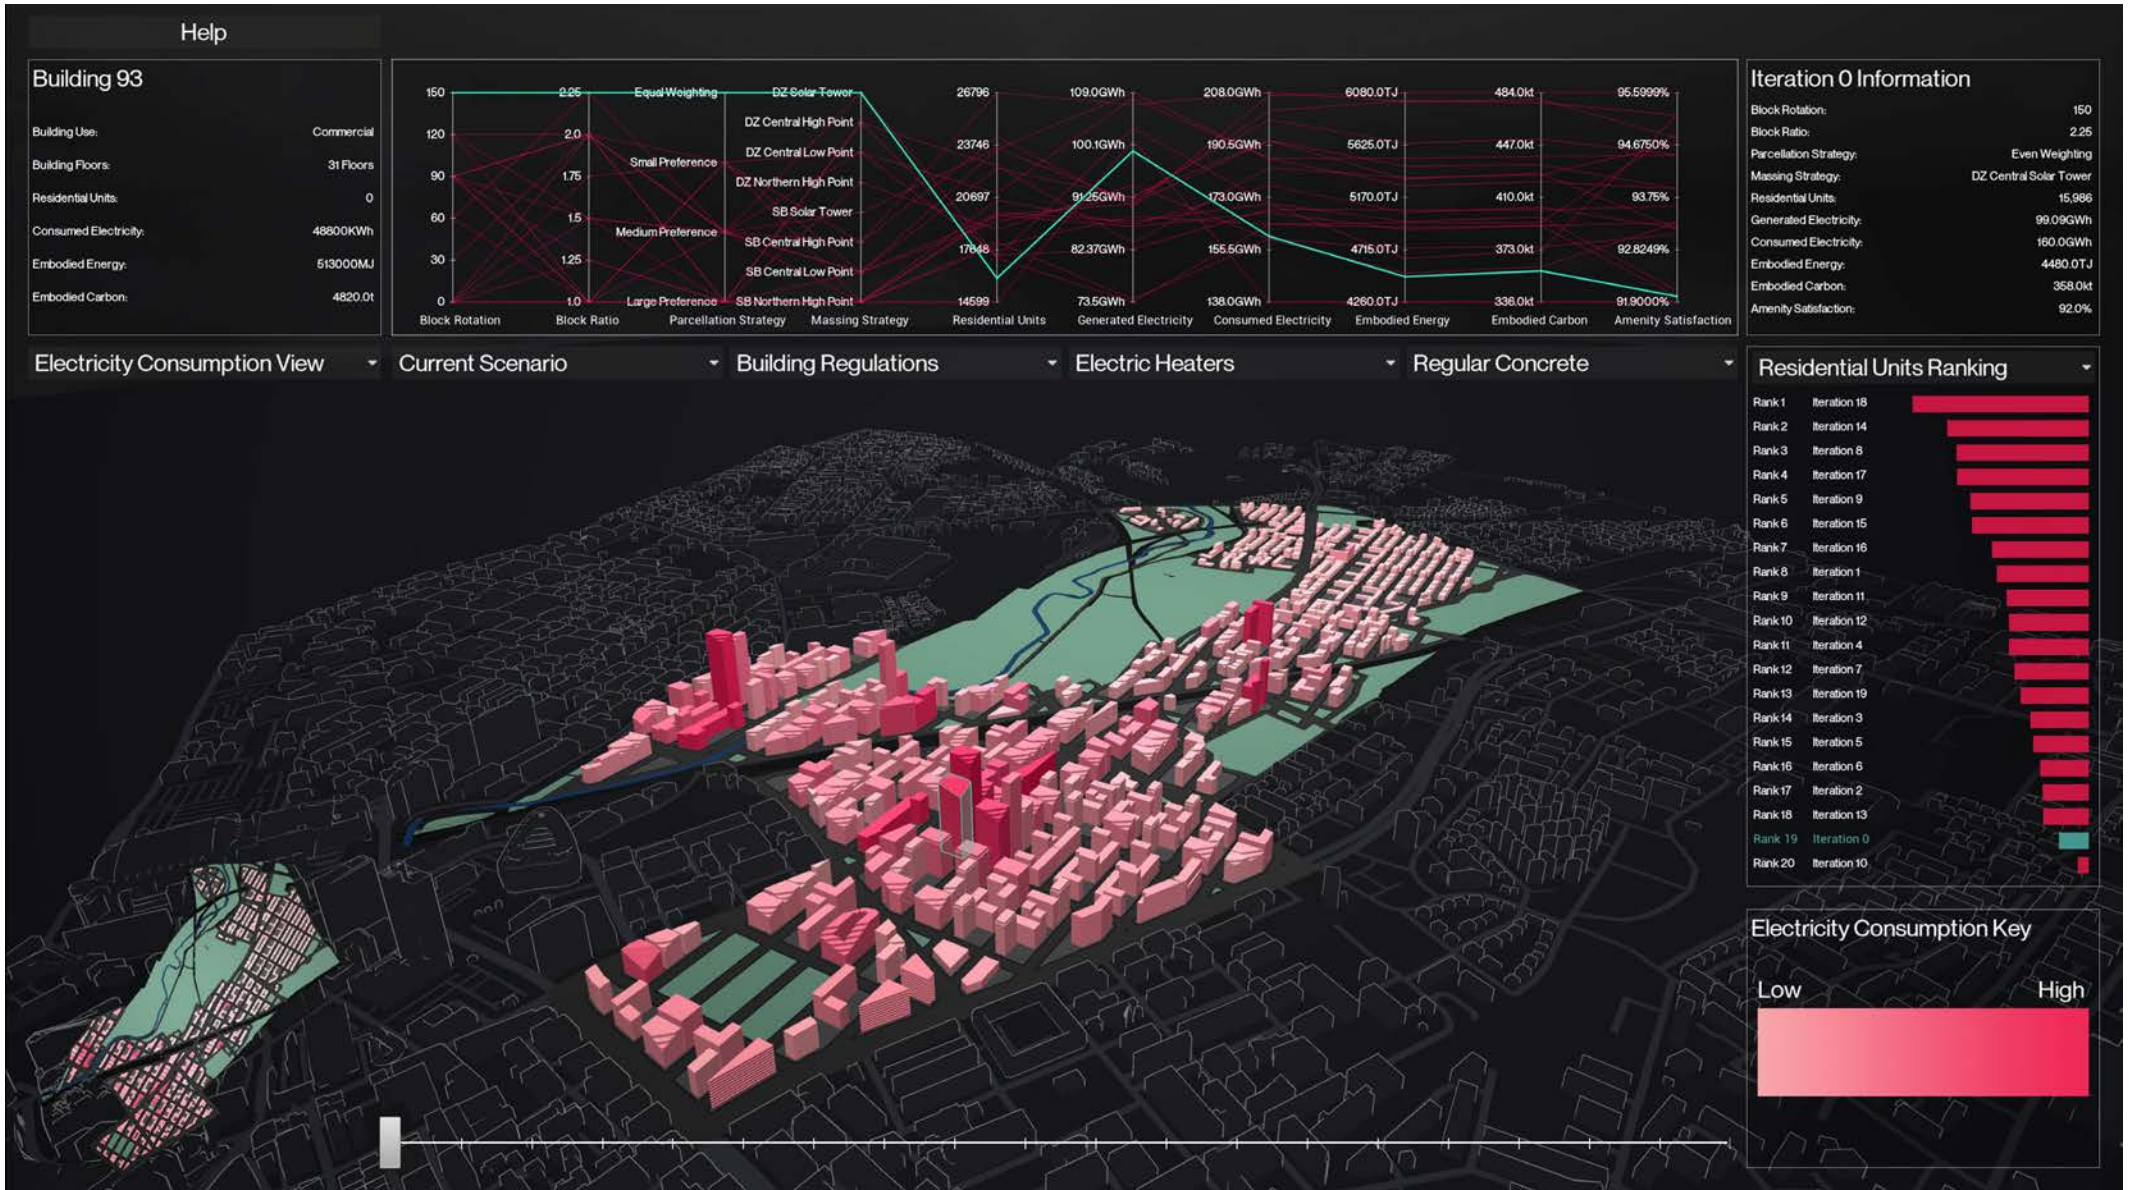 Help
Building 93
Building Use: Commercial
Building Floors: 31 Floors
Residential Units: 0
Consumed Electricity: 48800KWh
Embodied Energy: 513000MJ
Embodied Carbon: 4820.0t
150
120
90
60
30
0
Block Rotation
2.25
2.0
1.75
1.5
1.25
1.0
Block Ratio
Equal Weighting
Small Preference
Medium Preference
Large Preference
Parcellation Strategy
DZ Solar Tower
DZ Central High Point
DZ Central Low Point
DZ Northern High Point
SB Solar Tower
SB Central High Point
SB Central Low Point
SB Northern High Point
Massing Strategy
26796
23746
20697
17648
14599
Residential Units
109.0GWh
100.1GWh
91.25GWh
82.37GWh
73.5GWh
Generated Electricity
208.0GWh
190.5GWh
173.0GWh
155.5GWh
138.0GWh
Consumed Electricity
6080.0TJ
5625.0TJ
5170.0TJ
4715.0TJ
4260.0TJ
Embodied Energy
484.0kt
447.0kt
410.0kt
373.0kt
336.0kt
Embodied Carbon
95.5999%
94.6750%
93.75%
92.8249%
91.9000%
Amenity Satisfaction
Iteration 0 Information
Block Rotation: 150
Block Ratio: 2.25
Parcellation Strategy: Even Weighting
Massing Strategy: DZ Central Solar Tower
Residential Units: 15,986
Generated Electricity: 99.09GWh
Consumed Electricity: 160.0GWh
Embodied Energy: 4480.0TJ
Embodied Carbon: 358.0kt
Amenity Satisfaction: 92.0%
Electricity Consumption View
Current Scenario
Building Regulations
Electric Heaters
Regular Concrete
Residential Units Ranking
Rank 1 Iteration 18
Rank 2 Iteration 14
Rank 3 Iteration 8
Rank 4 Iteration 17
Rank 5 Iteration 9
Rank 6 Iteration 15
Rank 7 Iteration 16
Rank 8 Iteration 1
Rank 9 Iteration 11
Rank 10 Iteration 12
Rank 11 Iteration 4
Rank 12 Iteration 7
Rank 13 Iteration 19
Rank 14 Iteration 3
Rank 15 Iteration 5
Rank 16 Iteration 6
Rank 17 Iteration 2
Rank 18 Iteration 13
Rank 19 Iteration 0
Rank 20 Iteration 10
Electricity Consumption Key
Low High